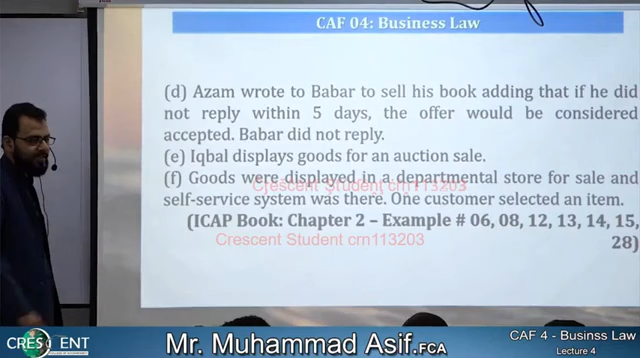 CAF 04: Business Law
(d) Azam wrote to Babar to sell his book adding that if he did
not reply within 5 days, the offer would be considered
accepted. Babar did not reply.
(e) Iqbal displays goods for an auction sale.
(f) Goods were displayed in a departmental store for sale and
Crescent Student crn113203
self-service system was there. One customer selected an item.
(ICAP Book: Chapter 2 – Example # 06, 08, 12, 13, 14, 15,
Crescent Student crn113203
28)
CRESCENT
Mr. Muhammad Asif.FCA
CAF 4 - Businss Law
Lecture 4